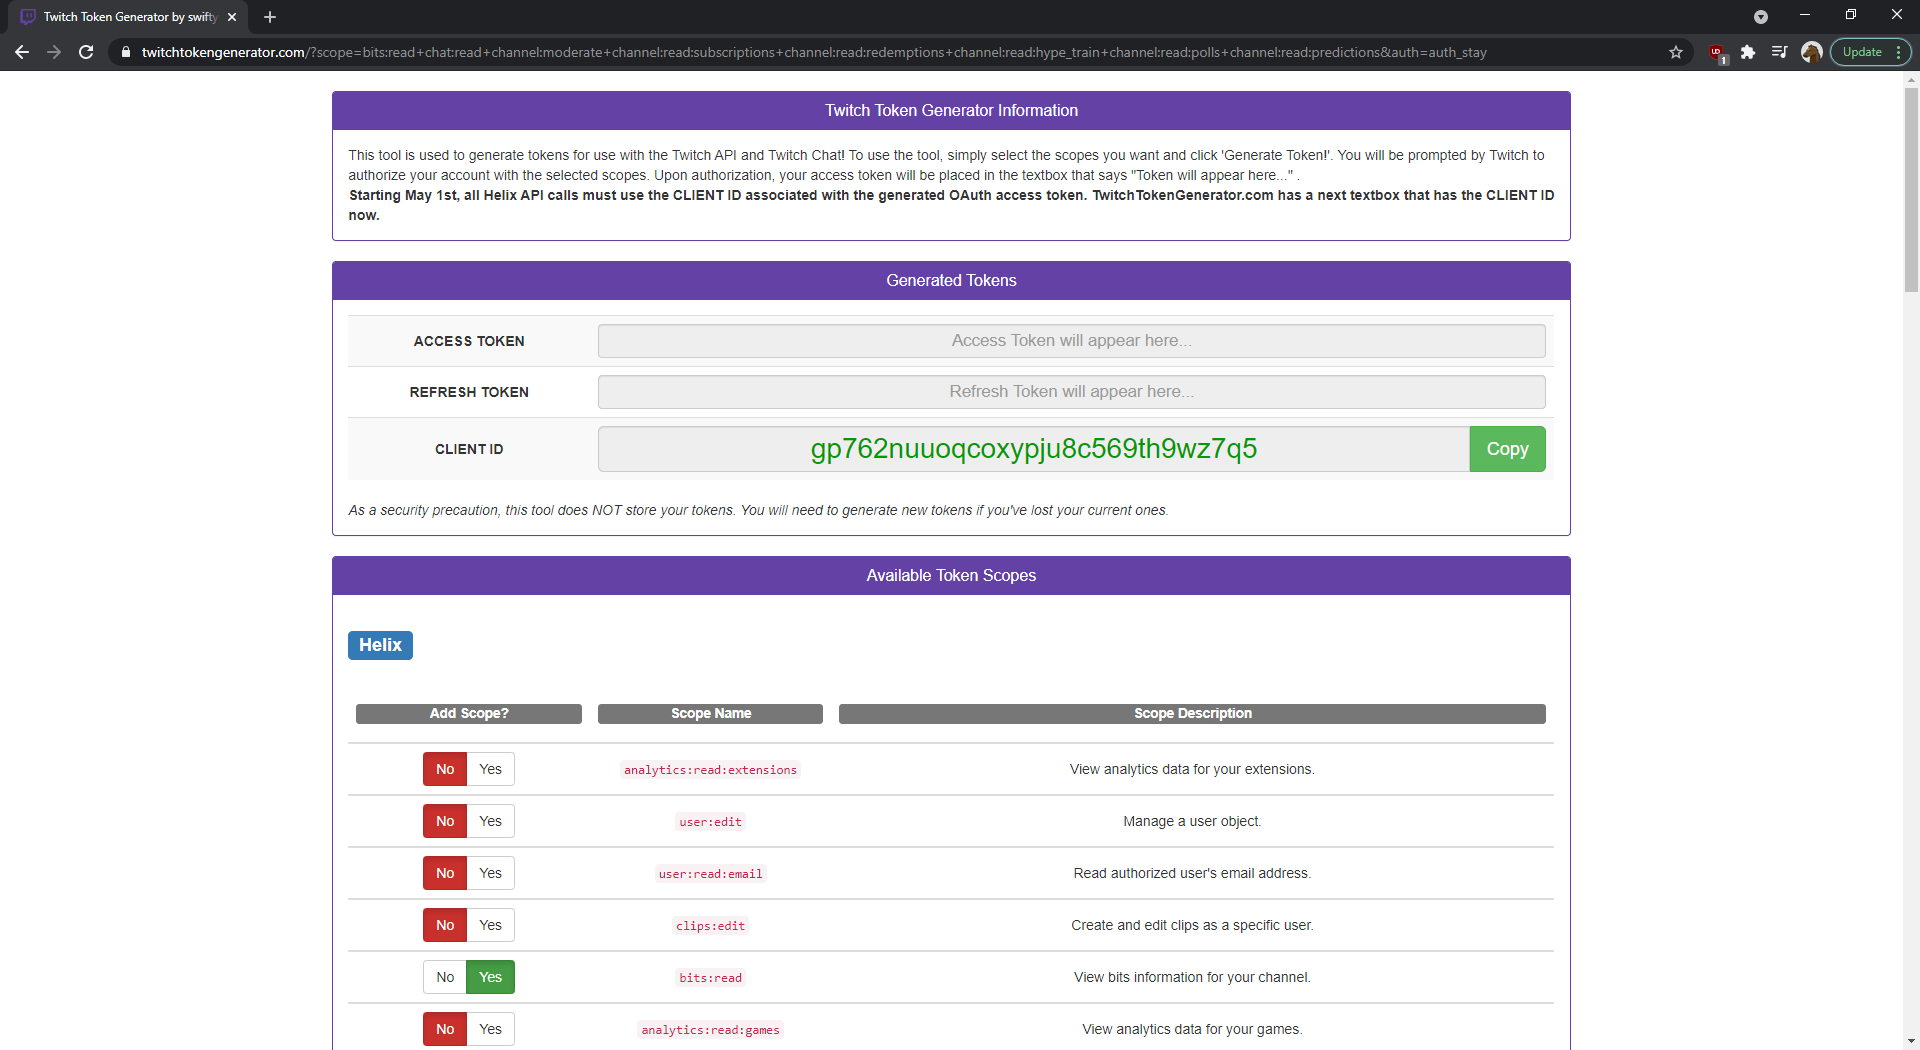 Twitch Token Generator by swifty
twitchtokengenerator.com/?scope=bits:read+chat:read+channel:moderate+channel:read:subscriptions+channel:read:redemptions+channel:read:hype_train+channel:read:polls+channel:read:predictions&auth=auth_stay
1
Update
Twitch Token Generator Information
This tool is used to generate tokens for use with the Twitch API and Twitch Chat! To use the tool, simply select the scopes you want and click 'Generate Token!'. You will be prompted by Twitch to
authorize your account with the selected scopes. Upon authorization, your access token will be placed in the textbox that says "Token will appear here..." .
Starting May 1st, all Helix API calls must use the CLIENT ID associated with the generated OAuth access token. TwitchTokenGenerator.com has a next textbox that has the CLIENT ID
now.
Generated Tokens
ACCESS TOKEN Access Token will appear here...
REFRESH TOKEN Refresh Token will appear here...
CLIENT ID gp762nuuoqcoxypju8c569th9wz7q5 Copy
As a security precaution, this tool does NOT store your tokens. You will need to generate new tokens if you've lost your current ones.
Available Token Scopes
Helix
Add Scope? Scope Name Scope Description
No Yes analytics:read:extensions View analytics data for your extensions.
No Yes user:edit Manage a user object.
No Yes user:read:email Read authorized user's email address.
No Yes clips:edit Create and edit clips as a specific user.
No Yes bits:read View bits information for your channel.
No Yes analytics:read:games View analytics data for your games.